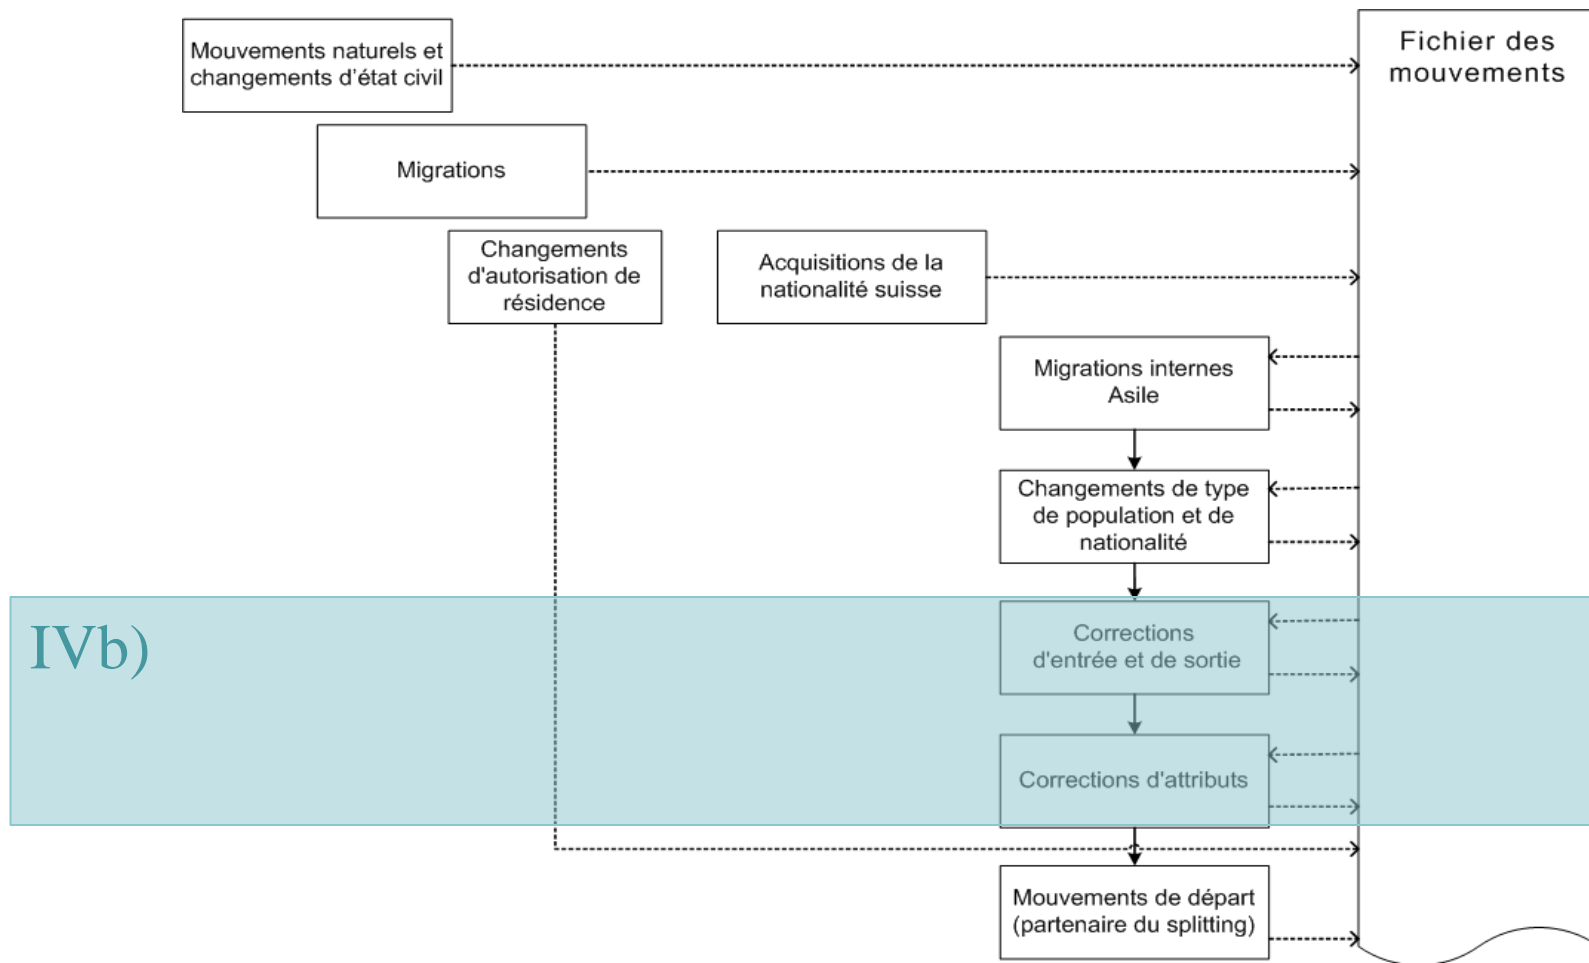 Mouvements naturels et
changements d'état civil
Fichier des
mouvements
Migrations
Changements
d'autorisation de
résidence
Acquisitions de la
nationalité suisse
Migrations internes
Asile
Changements de type
de population et de
nationalité
IVb)
Corrections
d'entrée et de sortie
Corrections d'attributs
Mouvements de départ
(partenaire du splitting)